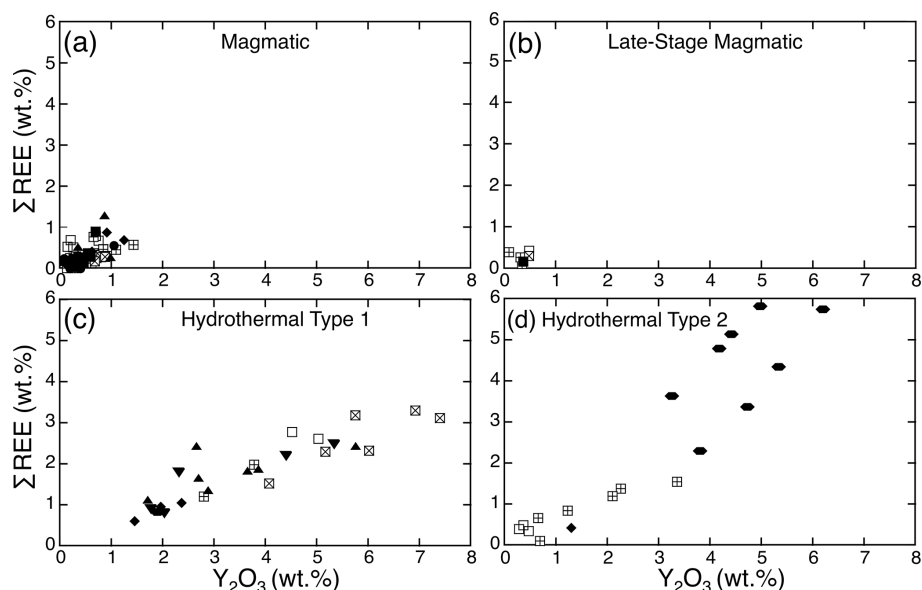 (a) Magmatic
6
5
4
3
2
1
0
0 1 2 3 4 5 6 7 8
ΣREE (wt.%)
(b) Late-Stage Magmatic
6
5
4
3
2
1
0
0 1 2 3 4 5 6 7 8
(c) Hydrothermal Type 1
6
5
4
3
2
1
0
0 1 2 3 4 5 6 7 8
ΣREE (wt.%)
Y₂O₃ (wt.%)
(d) Hydrothermal Type 2
6
5
4
3
2
1
0
0 1 2 3 4 5 6 7 8
Y₂O₃ (wt.%)